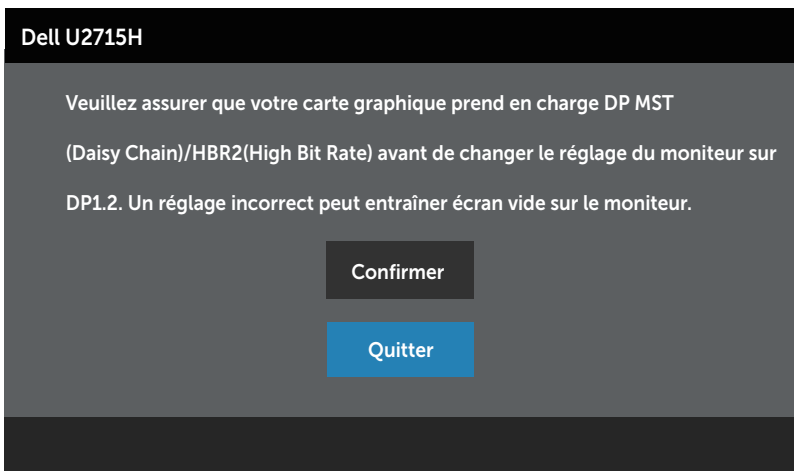 Dell U2715H
Veuillez assurer que votre carte graphique prend en charge DP MST
(Daisy Chain)/HBR2(High Bit Rate) avant de changer le réglage du moniteur sur
DP1.2. Un réglage incorrect peut entraîner écran vide sur le moniteur.
Confirmer
Quitter